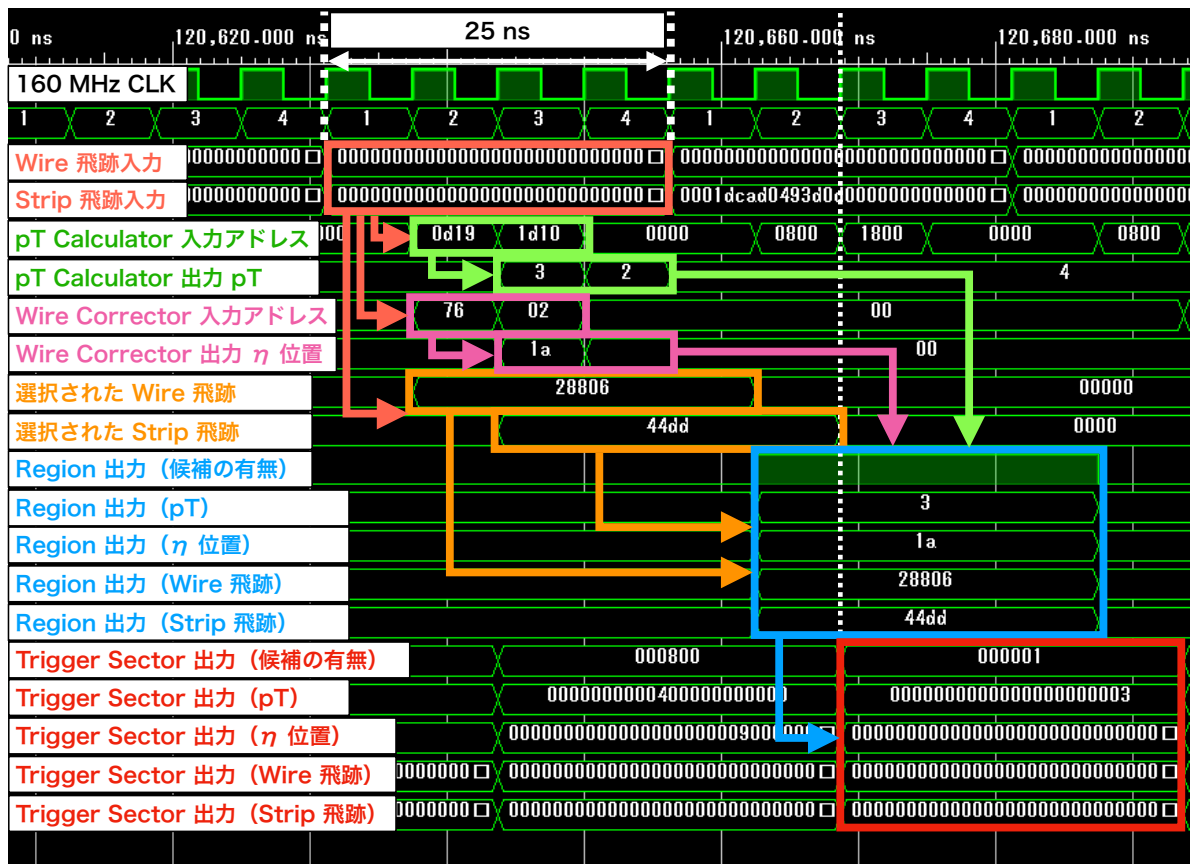 25 ns
0 ns 120,620.000 ns 120,660.000 ns 120,680.000 ns
160 MHz CLK
1 2 3 4 1 2 3 4 1 2 3 4 1 2
Wire 飛跡入力 00000000000 000000000000000000000000000
Strip 飛跡入力 00000000000 000000000000000000000000000
pT Calculator 入力アドレス 0d19 1d10 0000 0800 1800 0000 0800
pT Calculator 出力 pT 3 2 4
Wire Corrector 入力アドレス 76 02 00
Wire Corrector 出力 η 位置 1a 00
選択された Wire 飛跡 28806 00000
選択された Strip 飛跡 44dd 0000
Region 出力（候補の有無）
Region 出力（pT） 3
Region 出力（η 位置） 1a
Region 出力（Wire 飛跡） 28806
Region 出力（Strip 飛跡） 44dd
Trigger Sector 出力（候補の有無） 000800 000001
Trigger Sector 出力（pT）
Trigger Sector 出力（η 位置）
Trigger Sector 出力（Wire 飛跡）
Trigger Sector 出力（Strip 飛跡）